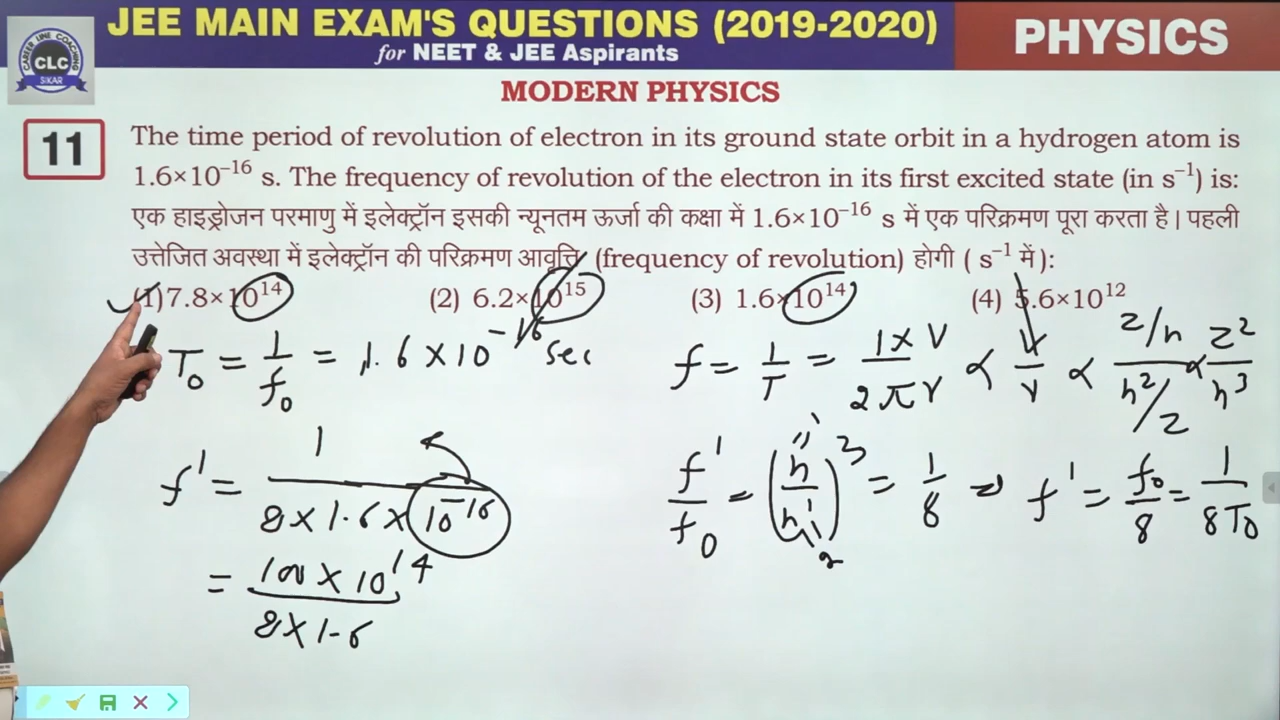 JEE MAIN EXAM'S QUESTIONS (2019-2020)
for NEET & JEE Aspirants
PHYSICS
CAREER LINE COACHING
CLC
SIKAR
MODERN PHYSICS
11
The time period of revolution of electron in its ground state orbit in a hydrogen atom is
1.6×10⁻¹⁶ s. The frequency of revolution of the electron in its first excited state (in s⁻¹) is:
एक हाइड्रोजन परमाणु में इलेक्ट्रॉन इसकी न्यूनतम ऊर्जा की कक्षा में 1.6×10⁻¹⁶ s में एक परिक्रमण पूरा करता है। पहली
उत्तेजित अवस्था में इलेक्ट्रॉन की परिक्रमण आवृत्ति (frequency of revolution) होगी ( s⁻¹ में):
(1) 7.8×10¹⁴ (2) 6.2×10¹⁵ (3) 1.6×10¹⁴ (4) 5.6×10¹²
T₀ = 1/f₀ = 1.6 × 10⁻¹⁶ sec
f = 1/T = 1×V/2πr ∝ V/r ∝ (z/n)/(n²/z) ∝ z²/n³
f' = 1/(8 × 1.6 × 10⁻¹⁶)
f'/f₀ = (n/n')³ = 1/8 ⇒ f' = f₀/8 = 1/8T₀
= 100 × 10¹⁴/(8 × 1.6)